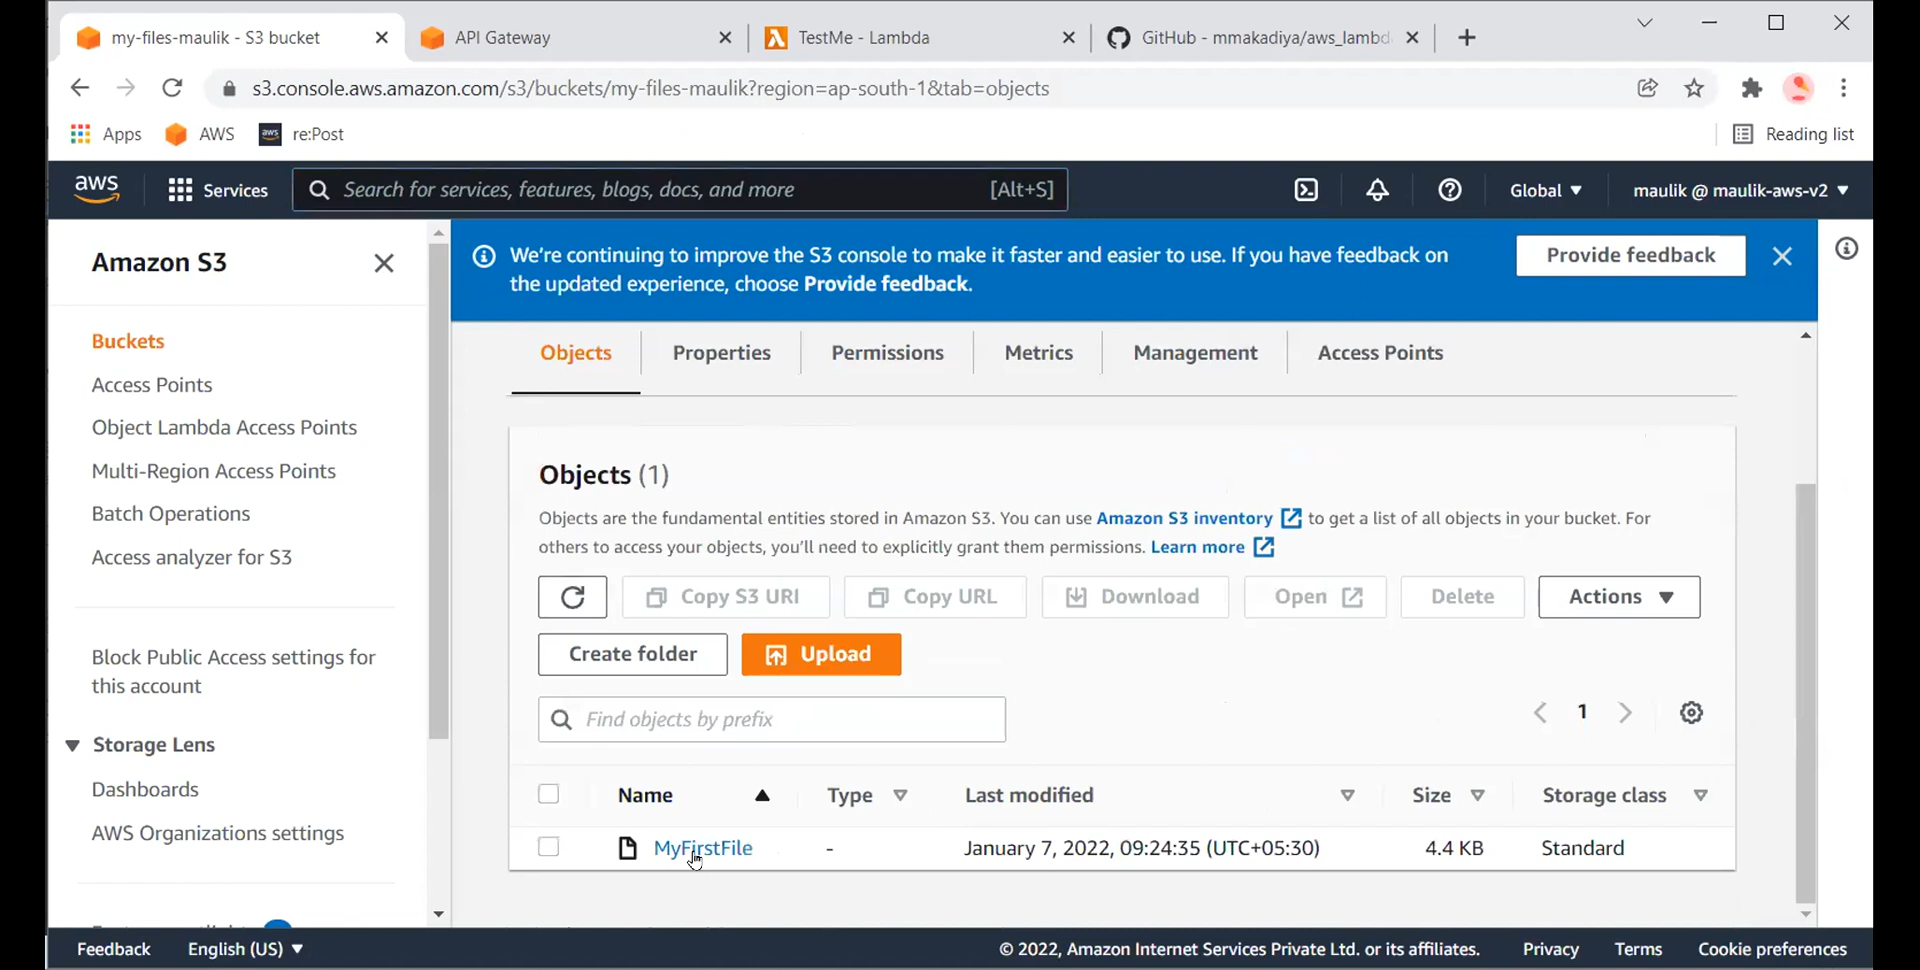 my-files-maulik - S3 bucket
API Gateway
TestMe - Lambda
GitHub - mmakadiya/aws_lambd
s3.console.aws.amazon.com/s3/buckets/my-files-maulik?region=ap-south-1&tab=objects
Apps
AWS
aws
re:Post
Reading list
aws
Services
Search for services, features, blogs, docs, and more
[Alt+S]
Global
maulik @ maulik-aws-v2
Amazon S3
Buckets
Access Points
Object Lambda Access Points
Multi-Region Access Points
Batch Operations
Access analyzer for S3
Block Public Access settings for
this account
Storage Lens
Dashboards
AWS Organizations settings
We're continuing to improve the S3 console to make it faster and easier to use. If you have feedback on
the updated experience, choose Provide feedback.
Provide feedback
Objects
Properties
Permissions
Metrics
Management
Access Points
Objects (1)
Objects are the fundamental entities stored in Amazon S3. You can use Amazon S3 inventory to get a list of all objects in your bucket. For
others to access your objects, you'll need to explicitly grant them permissions. Learn more
Copy S3 URI
Copy URL
Download
Open
Delete
Actions
Create folder
Upload
Find objects by prefix
1
Name
Type
Last modified
Size
Storage class
MyFirstFile
-
January 7, 2022, 09:24:35 (UTC+05:30)
4.4 KB
Standard
Feedback
English (US)
© 2022, Amazon Internet Services Private Ltd. or its affiliates.
Privacy
Terms
Cookie preferences